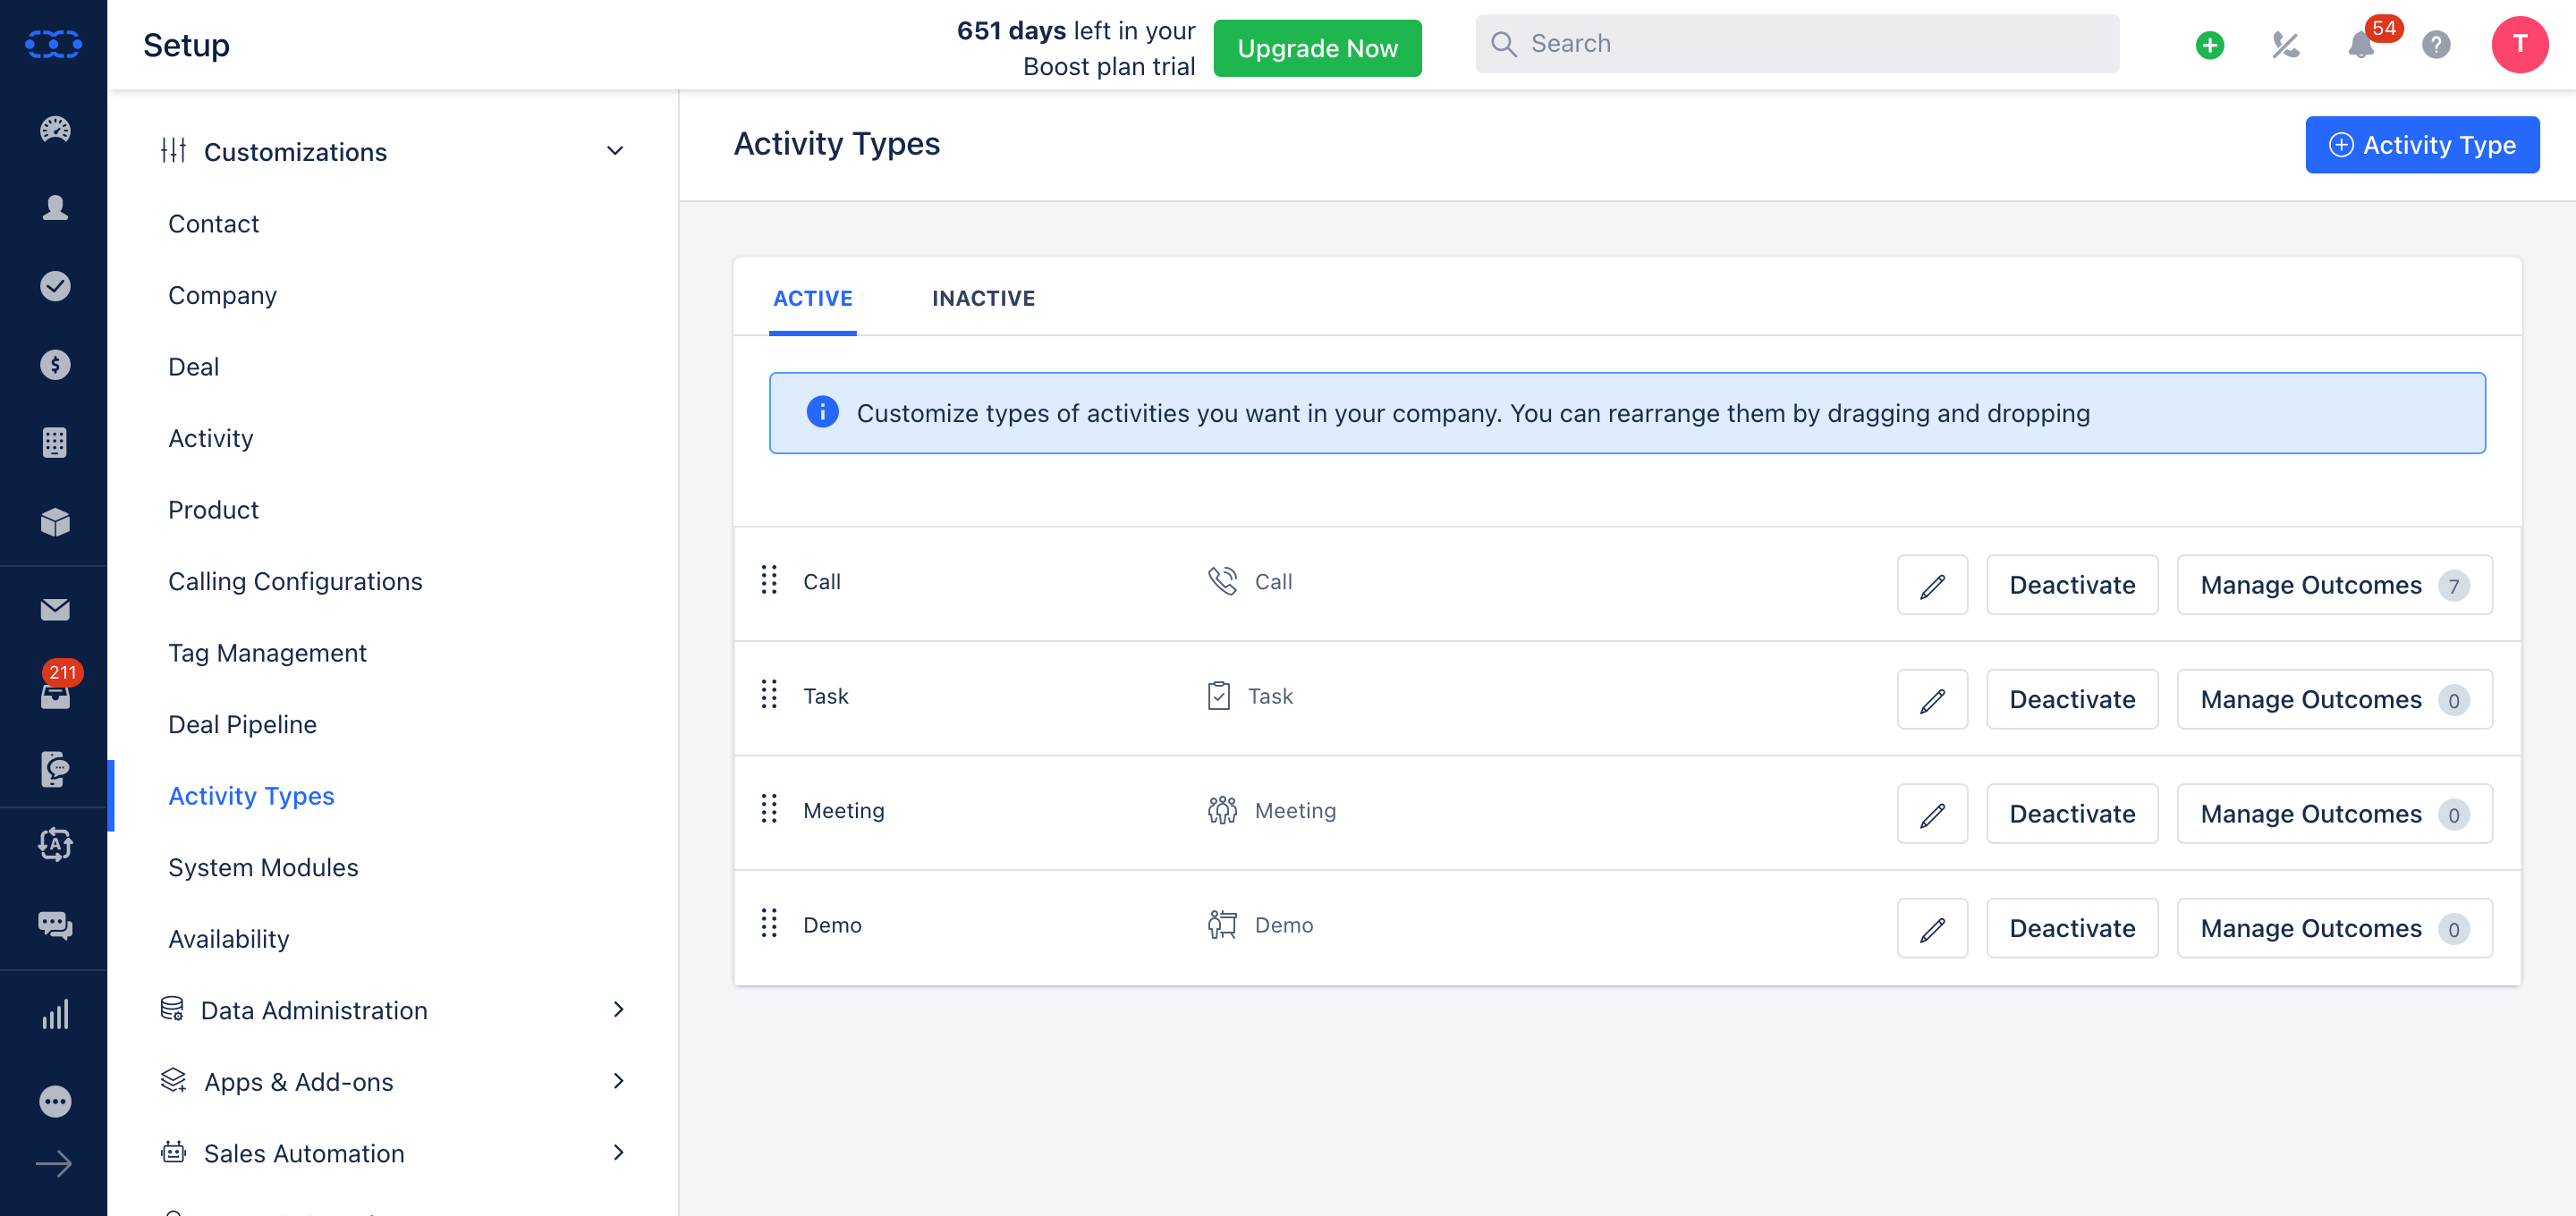 Setup
651 days left in your
Boost plan trial
Upgrade Now
Search
54
?
T
Customizations
Contact
Company
Deal
Activity
Product
Calling Configurations
Tag Management
Deal Pipeline
Activity Types
System Modules
Availability
Data Administration
Apps & Add-ons
Sales Automation
211
$
A
Activity Types
Activity Type
ACTIVE
INACTIVE
Customize types of activities you want in your company. You can rearrange them by dragging and dropping
Call Call Deactivate Manage Outcomes 7
Task Task Deactivate Manage Outcomes 0
Meeting Meeting Deactivate Manage Outcomes 0
Demo Demo Deactivate Manage Outcomes 0